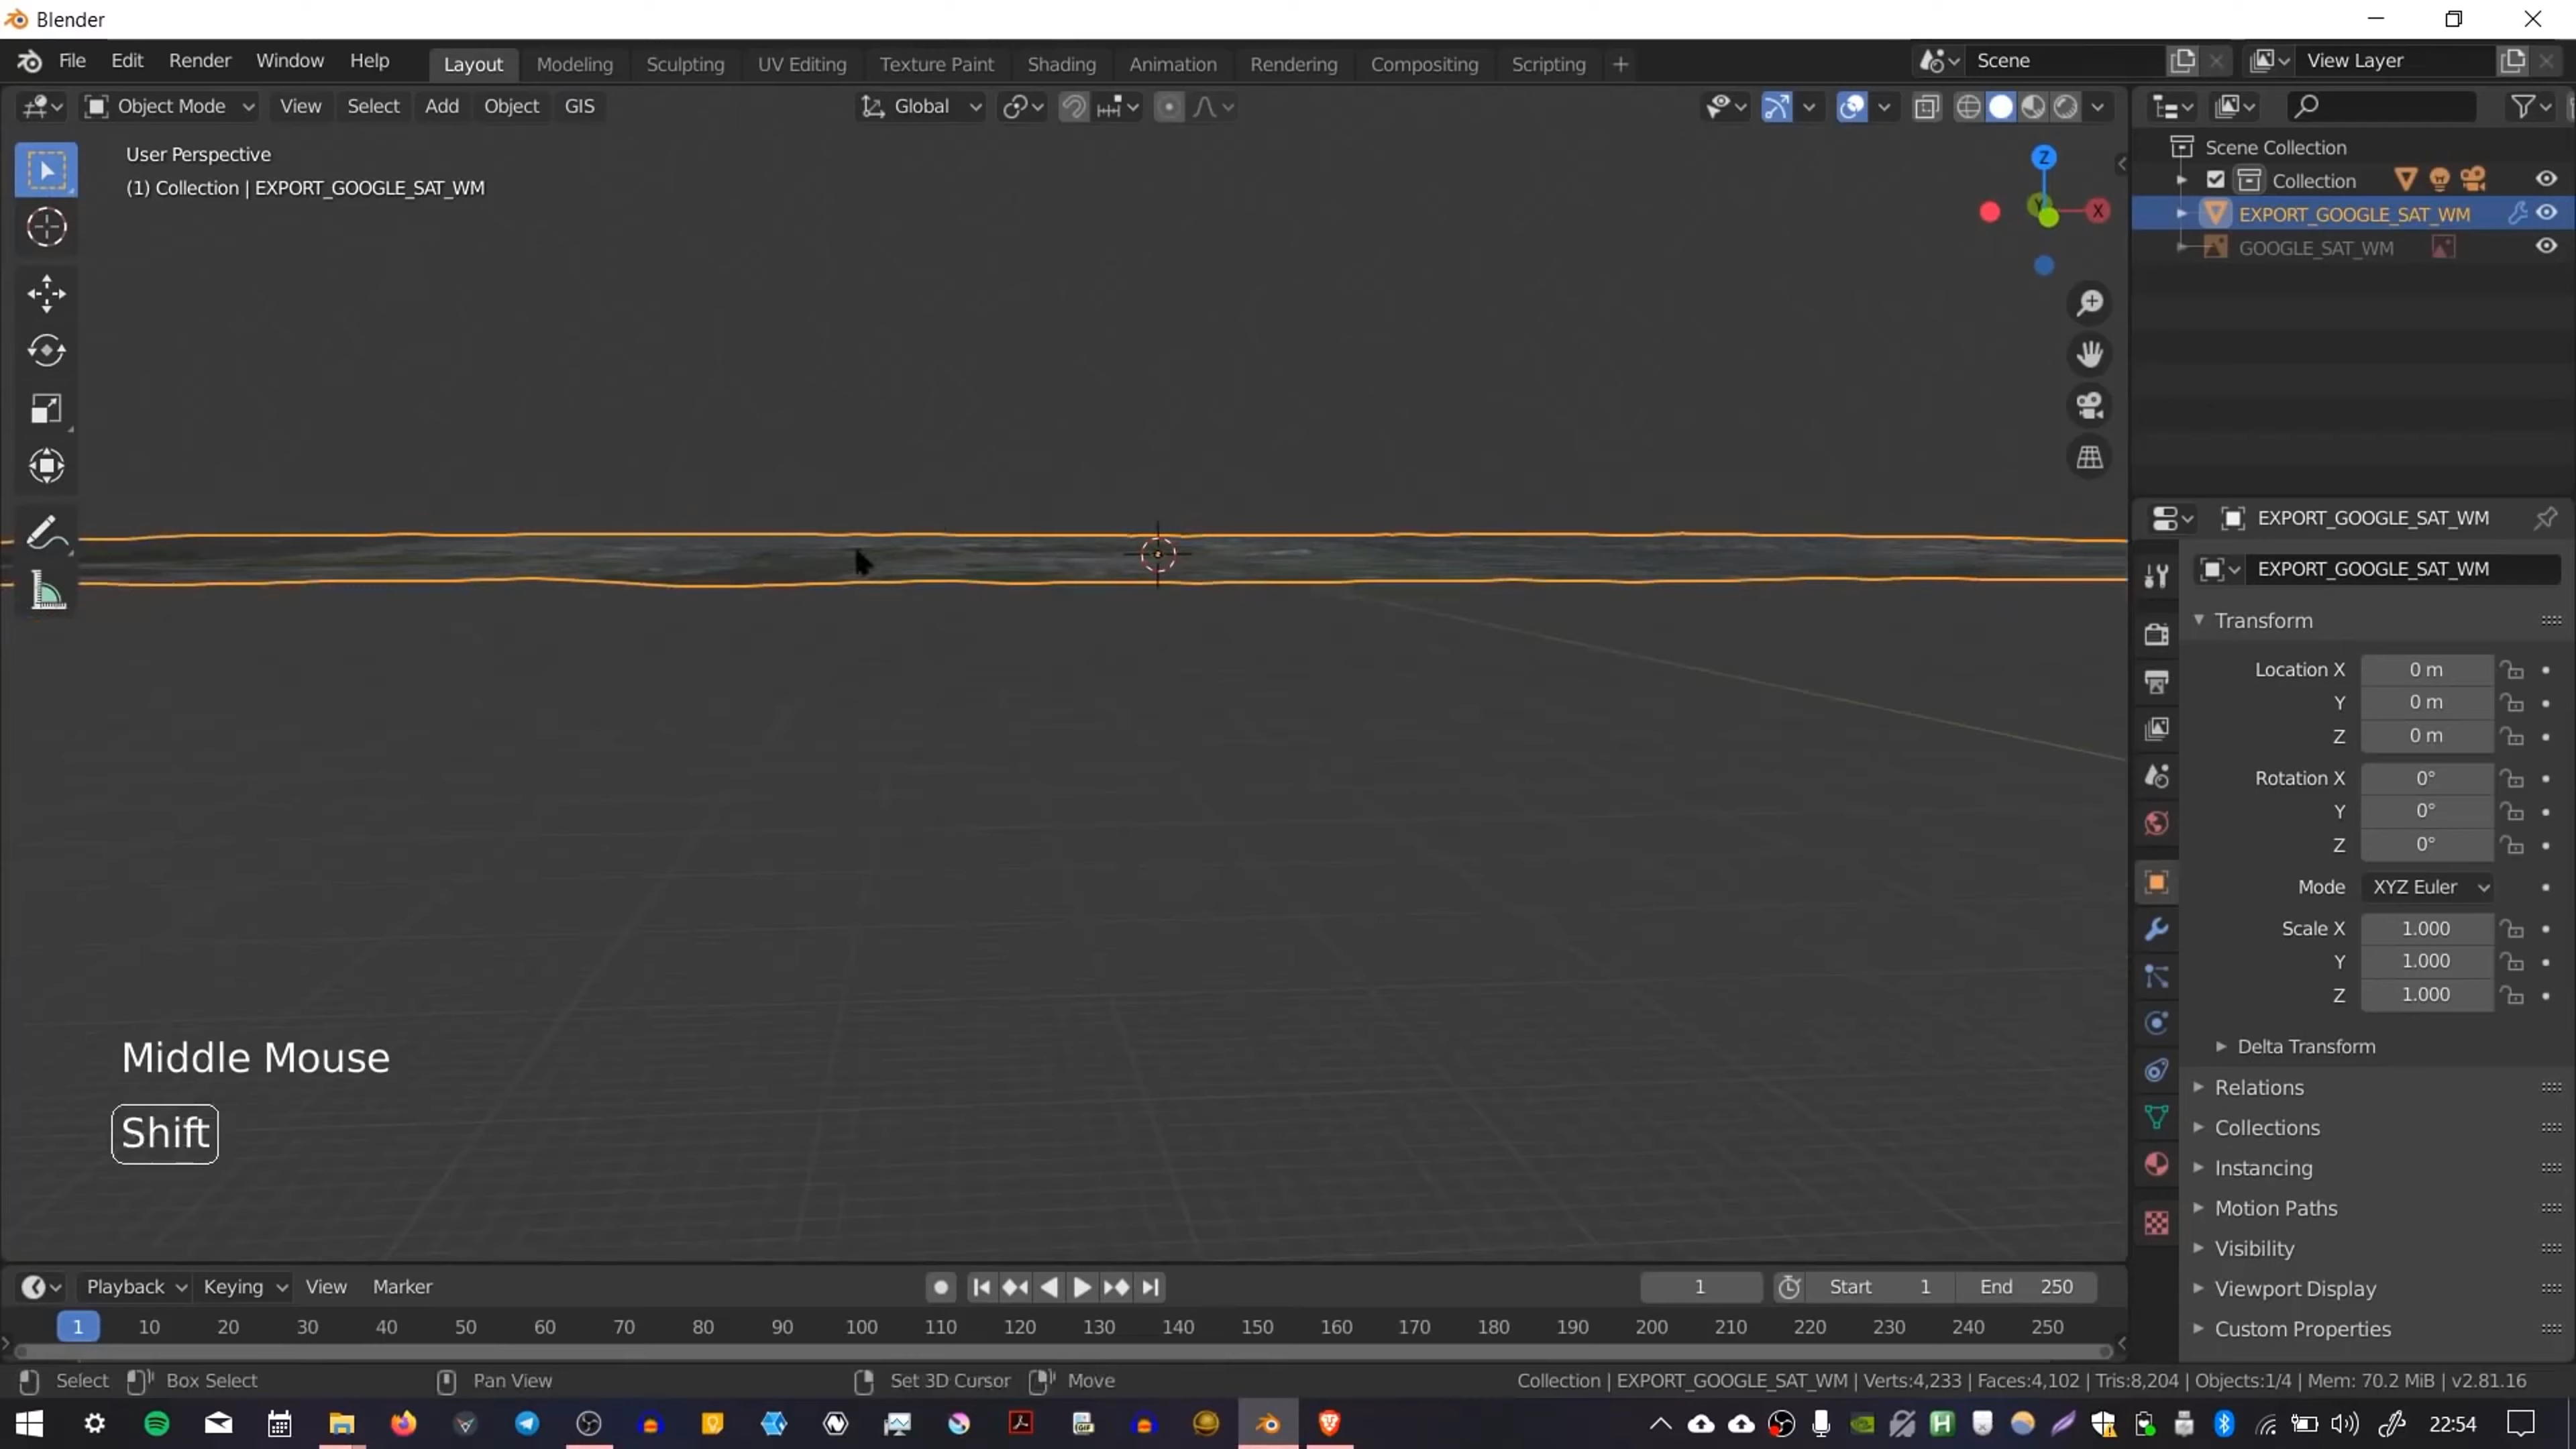 Blender
File Edit Render Window Help Layout Modeling Sculpting UV Editing Texture Paint Shading Animation Rendering Compositing Scripting + Scene View Layer
Object Mode View Select Add Object GIS Global
User Perspective
(1) Collection | EXPORT_GOOGLE_SAT_WM
Z
Y
X
Scene Collection
Collection
EXPORT_GOOGLE_SAT_WM
GOOGLE_SAT_WM
EXPORT_GOOGLE_SAT_WM
EXPORT_GOOGLE_SAT_WM
Transform
Location X 0 m
Y 0 m
Z 0 m
Rotation X 0°
Y 0°
Z 0°
Mode XYZ Euler
Scale X 1.000
Y 1.000
Z 1.000
Delta Transform
Relations
Collections
Instancing
Motion Paths
Visibility
Viewport Display
Custom Properties
Middle Mouse
Shift
Playback Keying View Marker 1 Start 1 End 250
1 10 20 30 40 50 60 70 80 90 100 110 120 130 140 150 160 170 180 190 200 210 220 230 240 250
Select Box Select Pan View Set 3D Cursor Move Collection | EXPORT_GOOGLE_SAT_WM | Verts:4,233 | Faces:4,102 | Tris:8,204 | Objects:1/4 | Mem: 70.2 MiB | v2.81.16
22:54